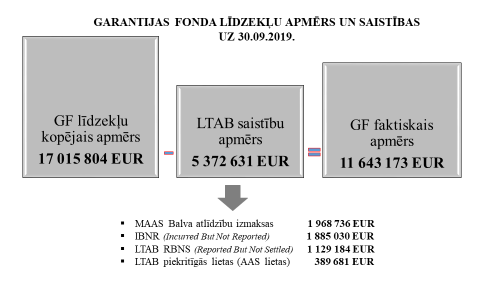 GARANTIJAS FONDA LĪDZEKĻU APMĒRS UN SAISTĪBAS
UZ 30.09.2019.
GF līdzekļu
kopējais apmērs
17 015 804 EUR
-
LTAB saistību
apmērs
5 372 631 EUR
=
GF faktiskais
apmērs
11 643 173 EUR
▪ MAAS Balva atlīdzību izmaksas 1 968 736 EUR
▪ IBNR (Incurred But Not Reported) 1 885 030 EUR
▪ LTAB RBNS (Reported But Not Settled) 1 129 184 EUR
▪ LTAB piekritīgās lietas (AAS lietas) 389 681 EUR